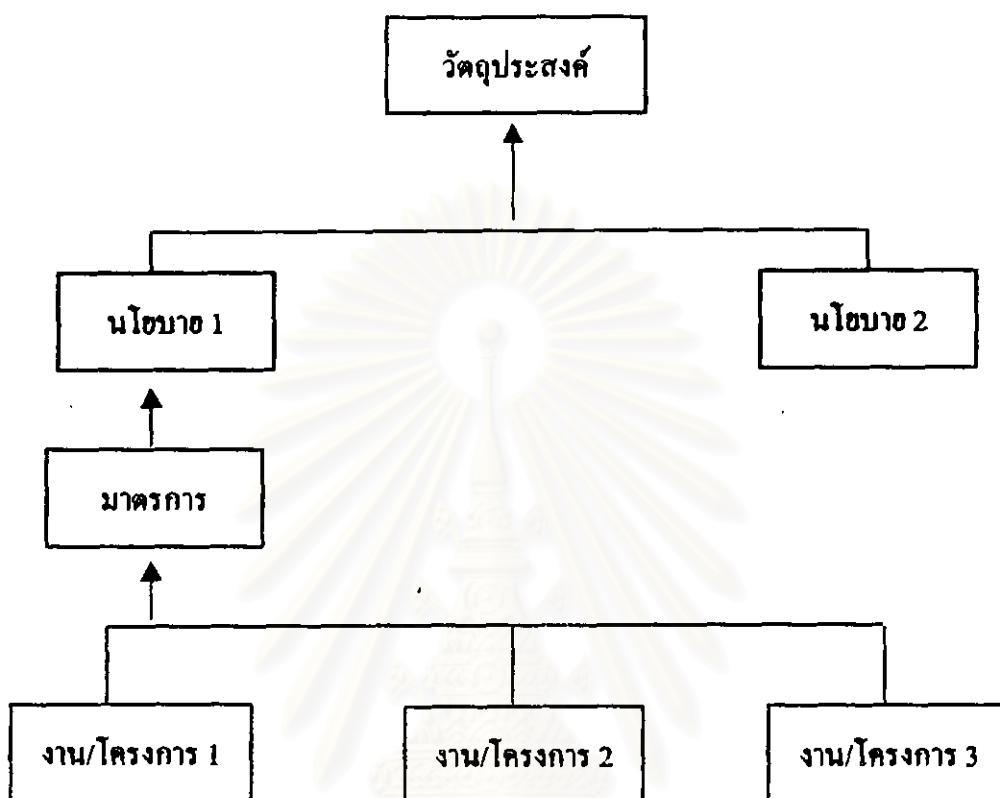 วัตถุประสงค์
นโยบาย 1
นโยบาย 2
มาตรการ
งาน/โครงการ 1
งาน/โครงการ 2
งาน/โครงการ 3